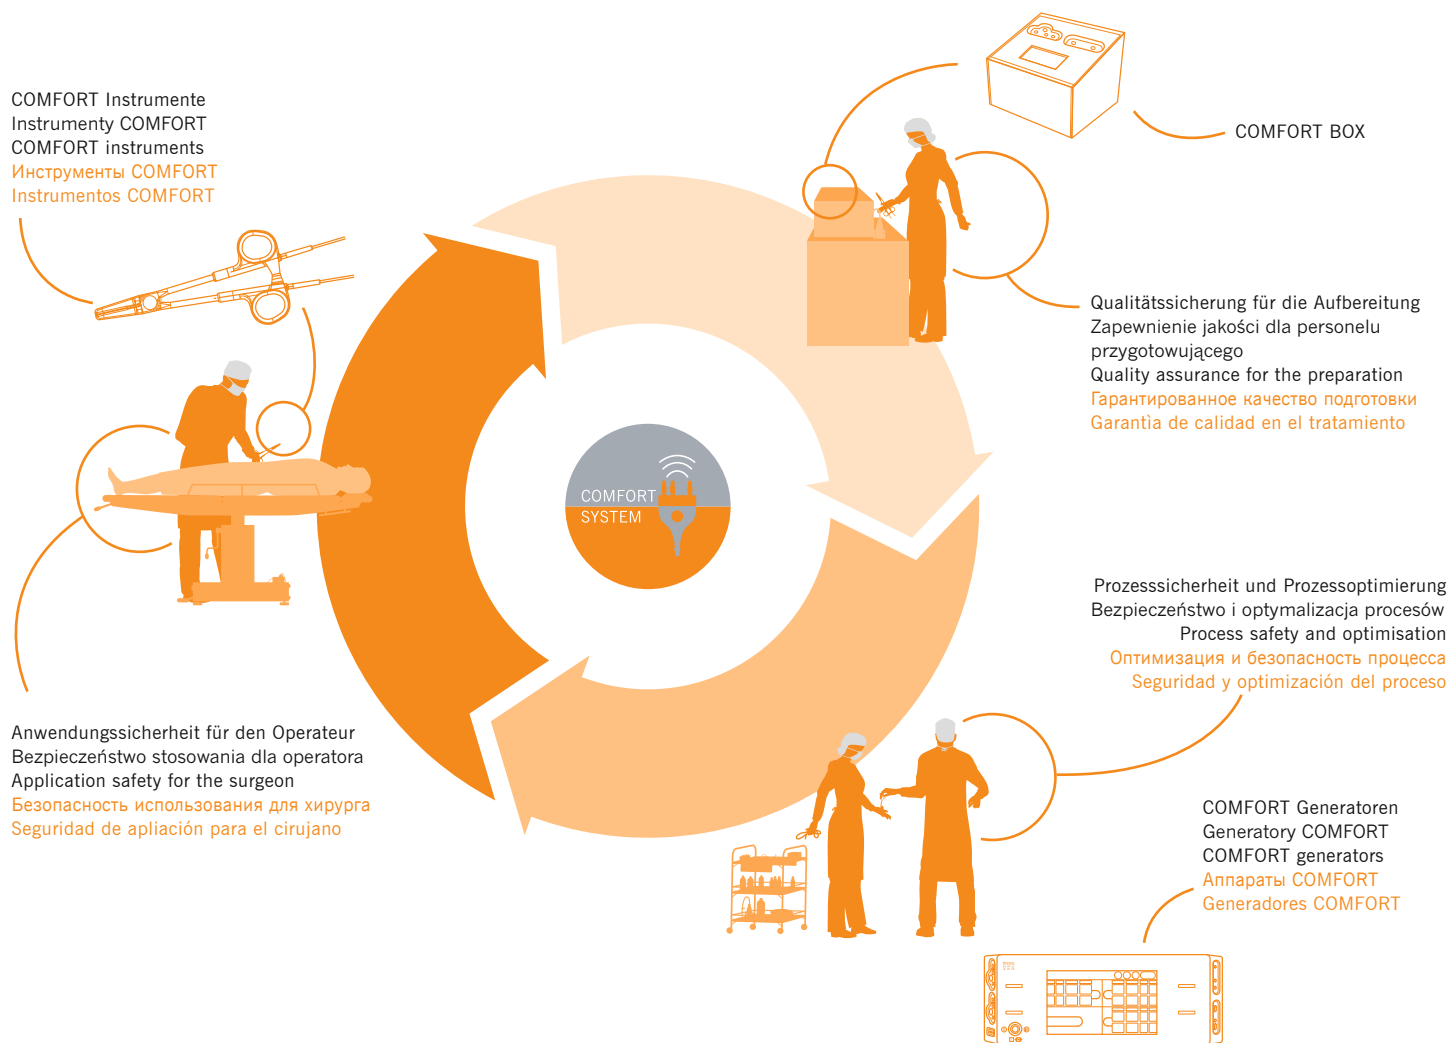 COMFORT Instrumente
Instrumenty COMFORT
COMFORT instruments
Инструменты COMFORT
Instrumentos COMFORT
COMFORT BOX
Qualitätssicherung für die Aufbereitung
Zapewnienie jakości dla personelu
przygotowującego
Quality assurance for the preparation
Гарантированное качество подготовки
Garantìa de calidad en el tratamiento
COMFORT
SYSTEM
Prozesssicherheit und Prozessoptimierung
Bezpieczeństwo i optymalizacja procesów
Process safety and optimisation
Оптимизация и безопасность процесса
Seguridad y optimización del proceso
Anwendungssicherheit für den Operateur
Bezpieczeństwo stosowania dla operatora
Application safety for the surgeon
Безопасность использования для хирурга
Seguridad de apliación para el cirujano
COMFORT Generatoren
Generatory COMFORT
COMFORT generators
Аппараты COMFORT
Generadores COMFORT